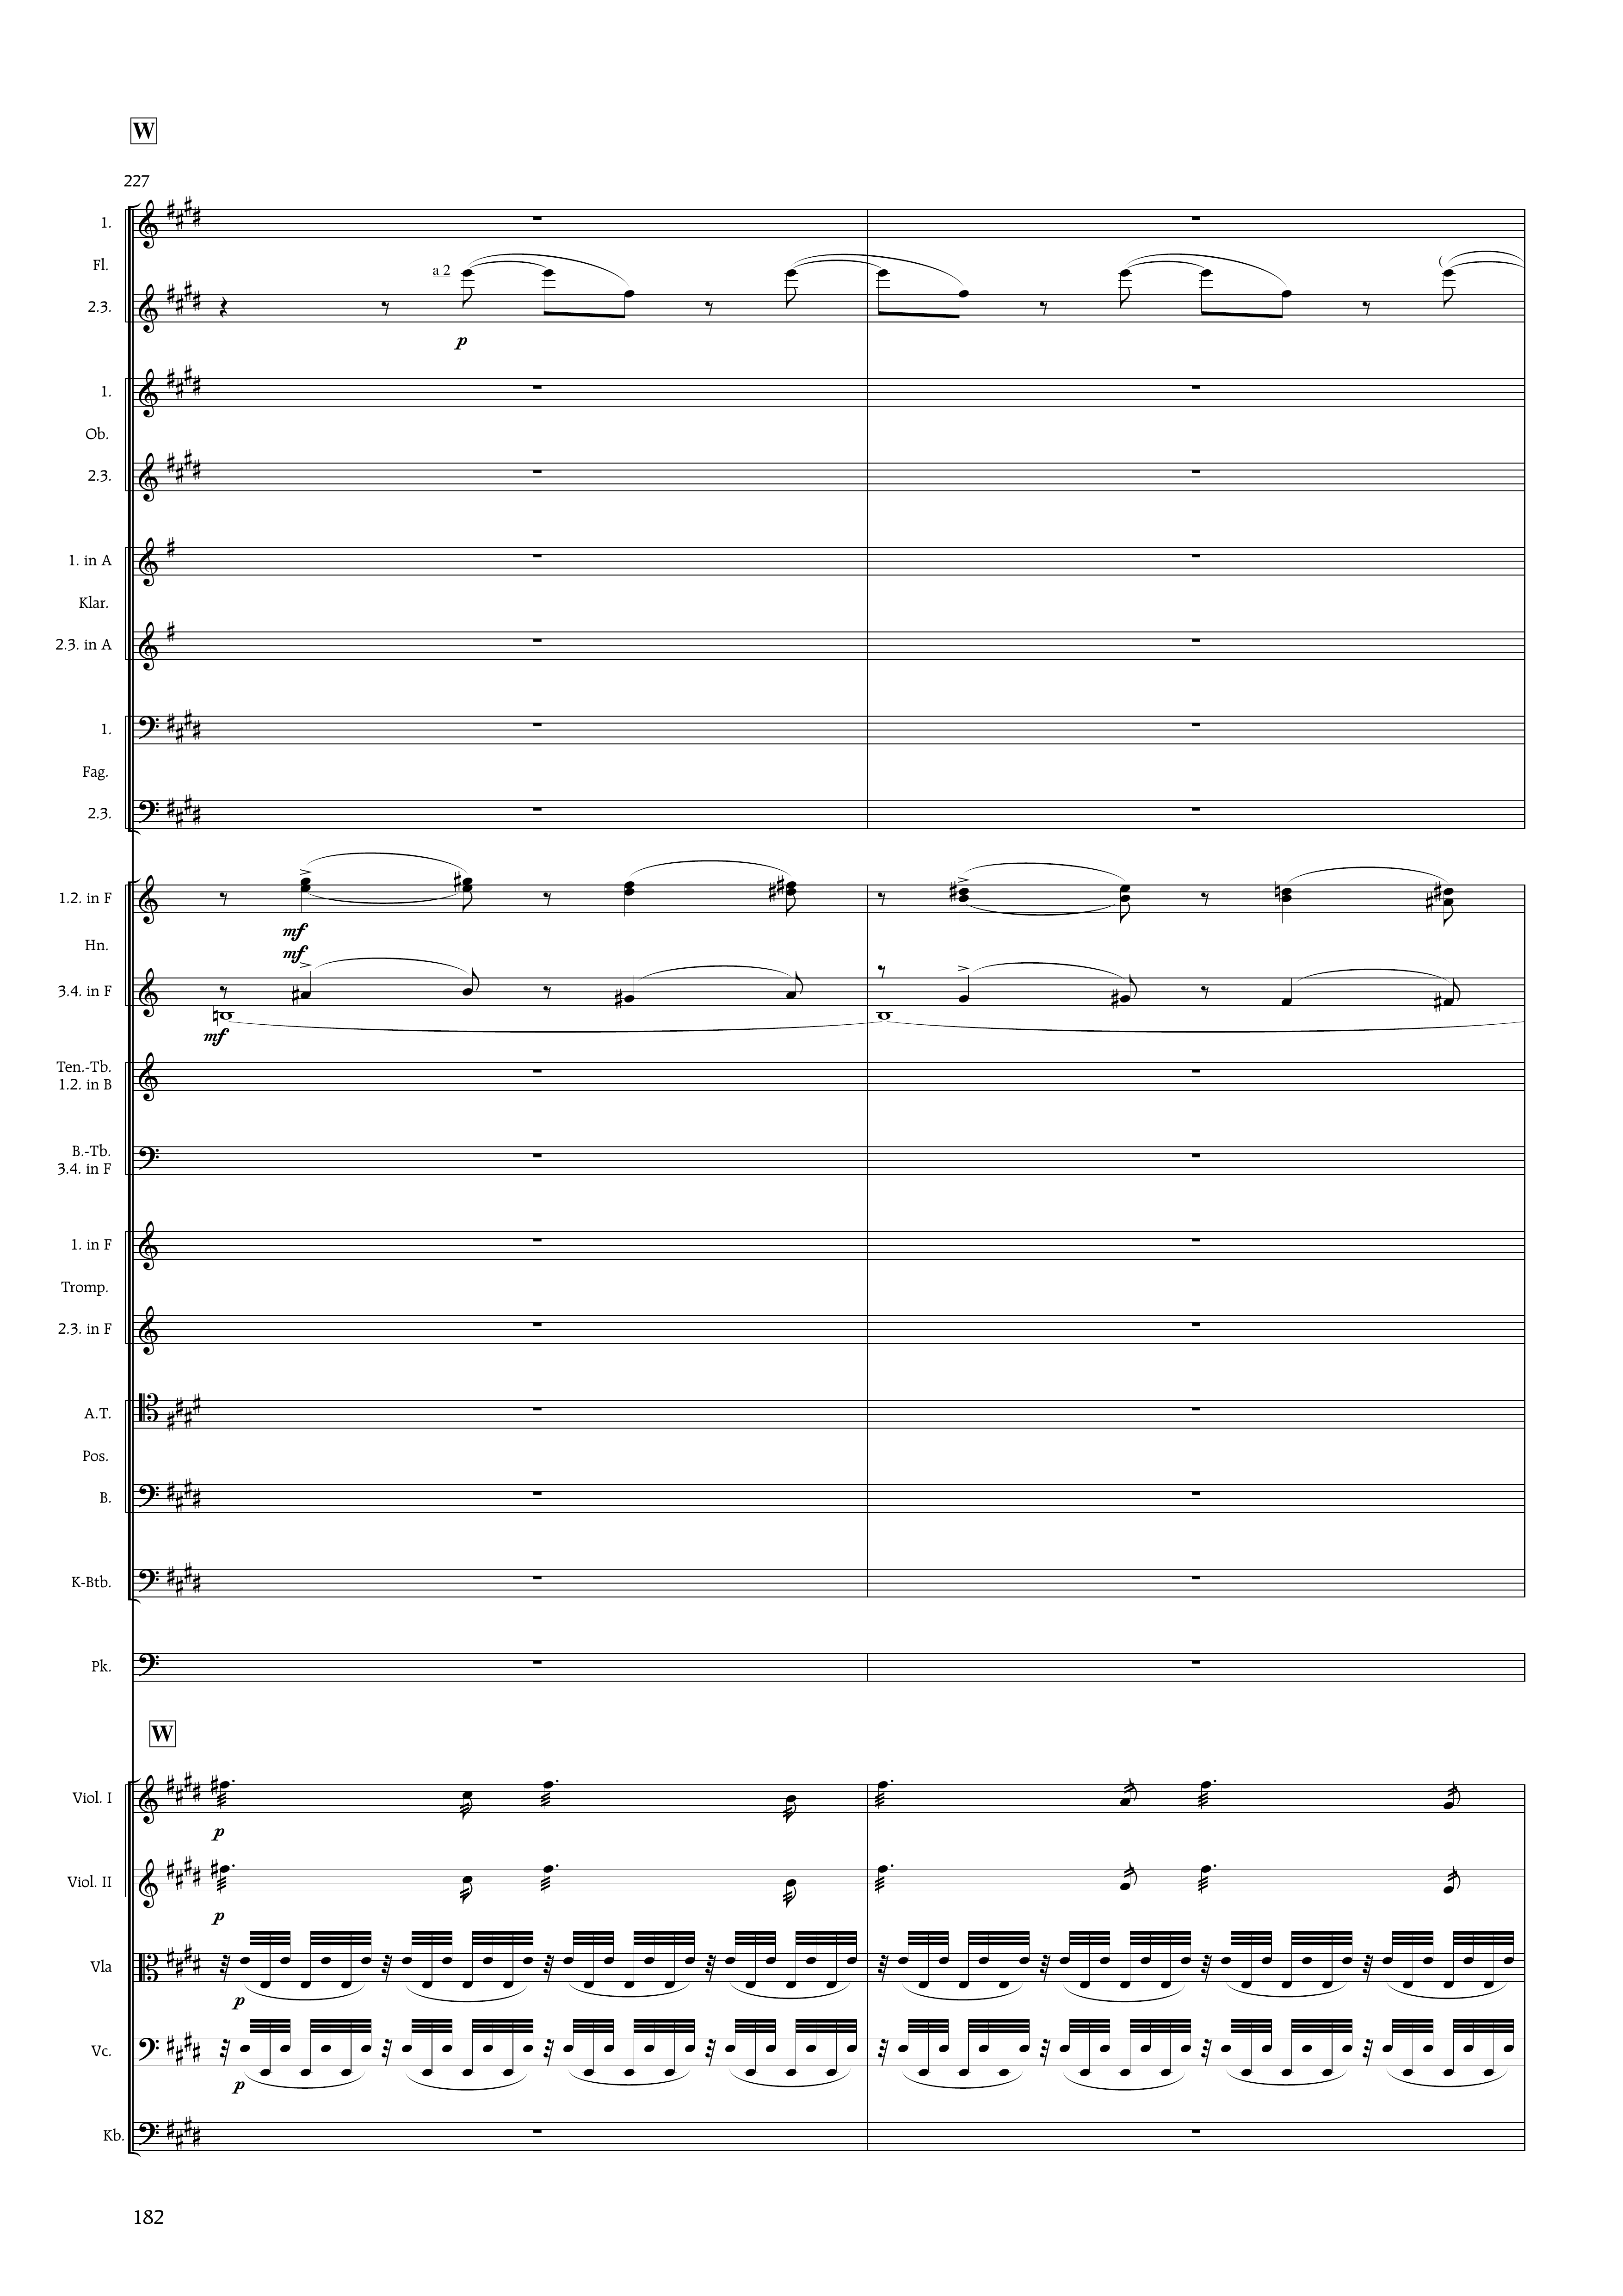 W
227
1.
Fl.
a 2
2.3.
p
1.
Ob.
2.3.
1. in A
Klar.
2.3. in A
1.
Fag.
2.3.
1.2. in F
mf
Hn.
mf
3.4. in F
mf
Ten.-Tb.
1.2. in B
B.-Tb.
3.4. in F
1. in F
Tromp.
2.3. in F
A.T.
Pos.
B.
K-Btb.
Pk.
W
Viol. I
p
Viol. II
p
Vla
p
Vc.
p
Kb.
182